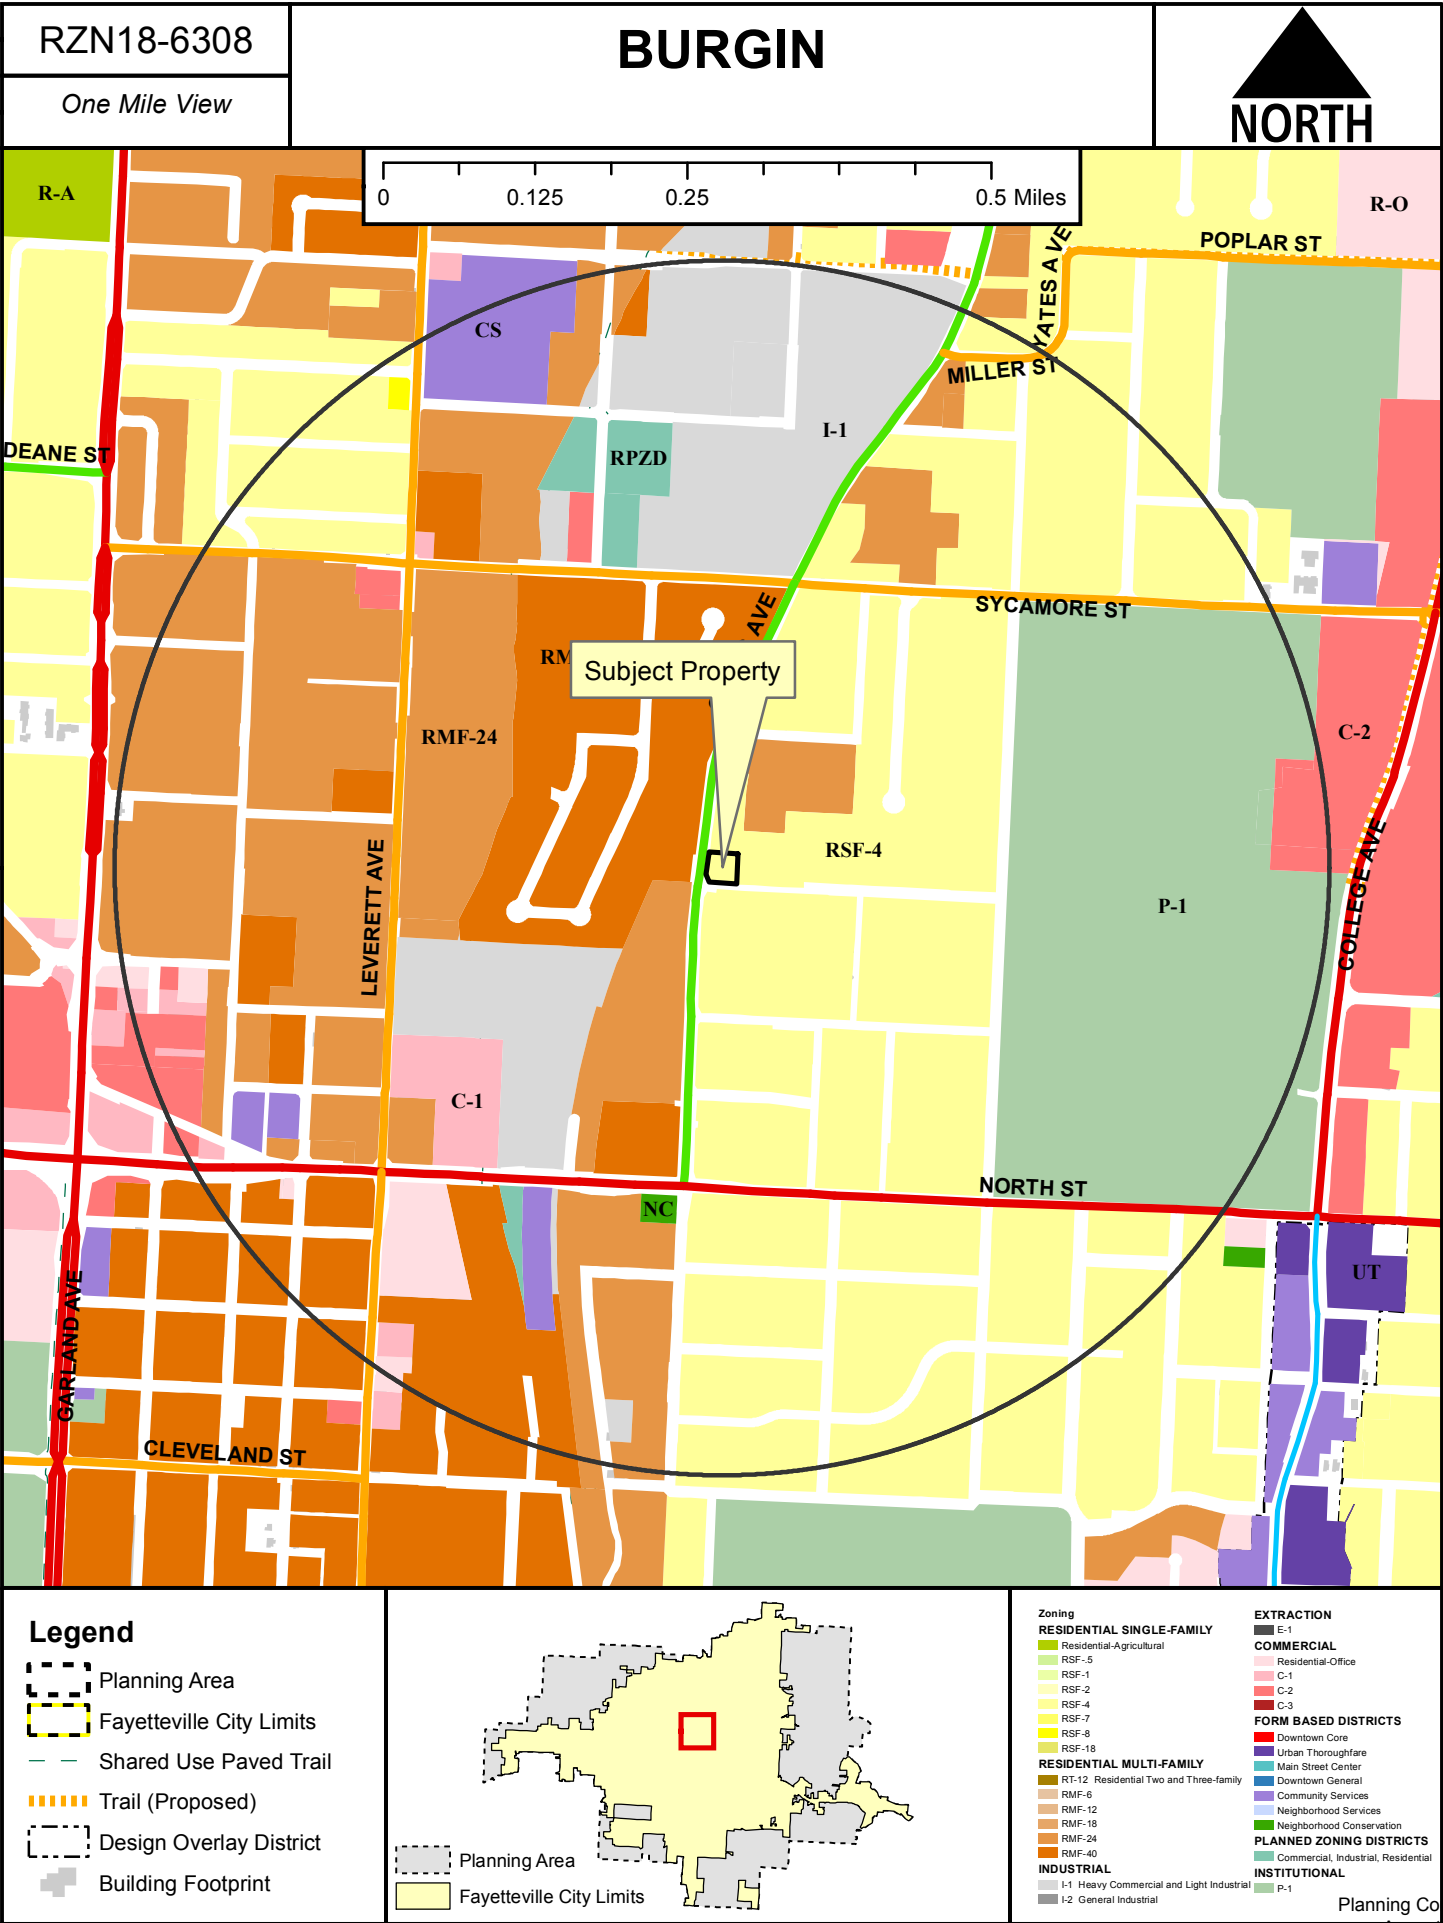 RZN18-6308
One Mile View
BURGIN
NORTH
0 0.125 0.25 0.5 Miles
R-A
R-O
POPLAR ST
YATES AVE
CS
MILLER ST
I-1
DEANE ST
RPZD
SYCAMORE ST
AVE
RM
Subject Property
RMF-24
C-2
RSF-4
LEVERETT AVE
P-1
COLLEGE AVE
C-1
NORTH ST
NC
UT
GARLAND AVE
CLEVELAND ST
Legend
Planning Area
Fayetteville City Limits
Shared Use Paved Trail
Trail (Proposed)
Design Overlay District
Building Footprint
Planning Area
Fayetteville City Limits
Zoning
RESIDENTIAL SINGLE-FAMILY
Residential-Agricultural
RSF-.5
RSF-1
RSF-2
RSF-4
RSF-7
RSF-8
RSF-18
RESIDENTIAL MULTI-FAMILY
RT-12 Residential Two and Three-family
RMF-6
RMF-12
RMF-18
RMF-24
RMF-40
INDUSTRIAL
I-1 Heavy Commercial and Light Industrial
I-2 General Industrial
EXTRACTION
E-1
COMMERCIAL
Residential-Office
C-1
C-2
C-3
FORM BASED DISTRICTS
Downtown Core
Urban Thoroughfare
Main Street Center
Downtown General
Community Services
Neighborhood Services
Neighborhood Conservation
PLANNED ZONING DISTRICTS
Commercial, Industrial, Residential
INSTITUTIONAL
P-1
Planning Co